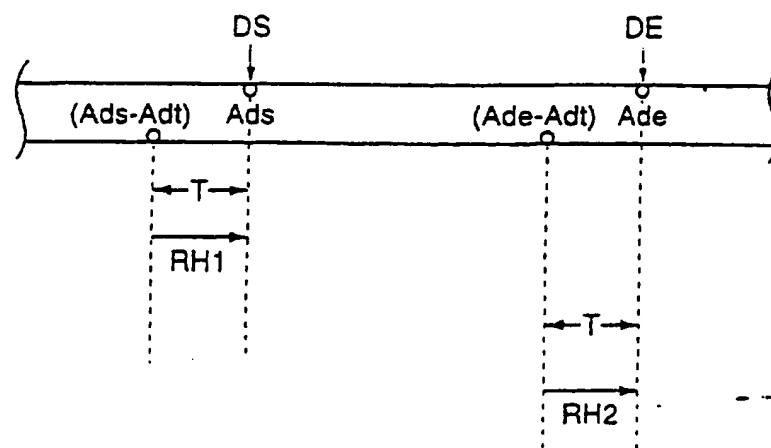 DS DE
(Ads-Adt) Ads (Ade-Adt) Ade
T
RH1
T
RH2